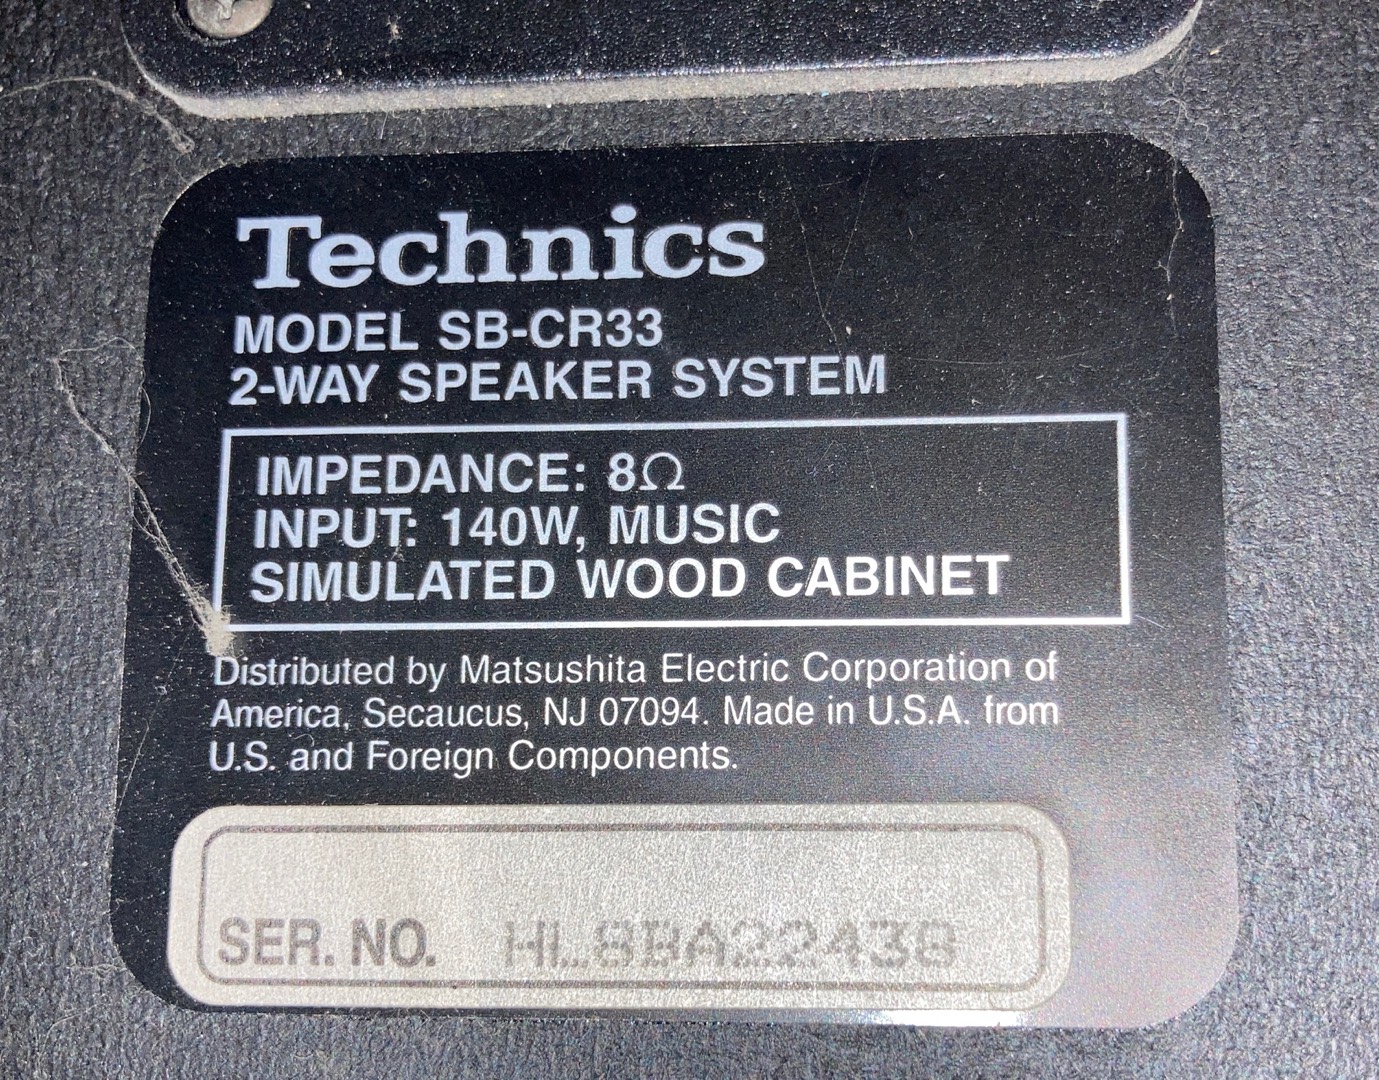 Technics
MODEL SB-CR33
2-WAY SPEAKER SYSTEM
IMPEDANCE: 8Ω
INPUT: 140W, MUSIC
SIMULATED WOOD CABINET
Distributed by Matsushita Electric Corporation of
America, Secaucus, NJ 07094. Made in U.S.A. from
U.S. and Foreign Components.
SER. NO. HL8BA22438